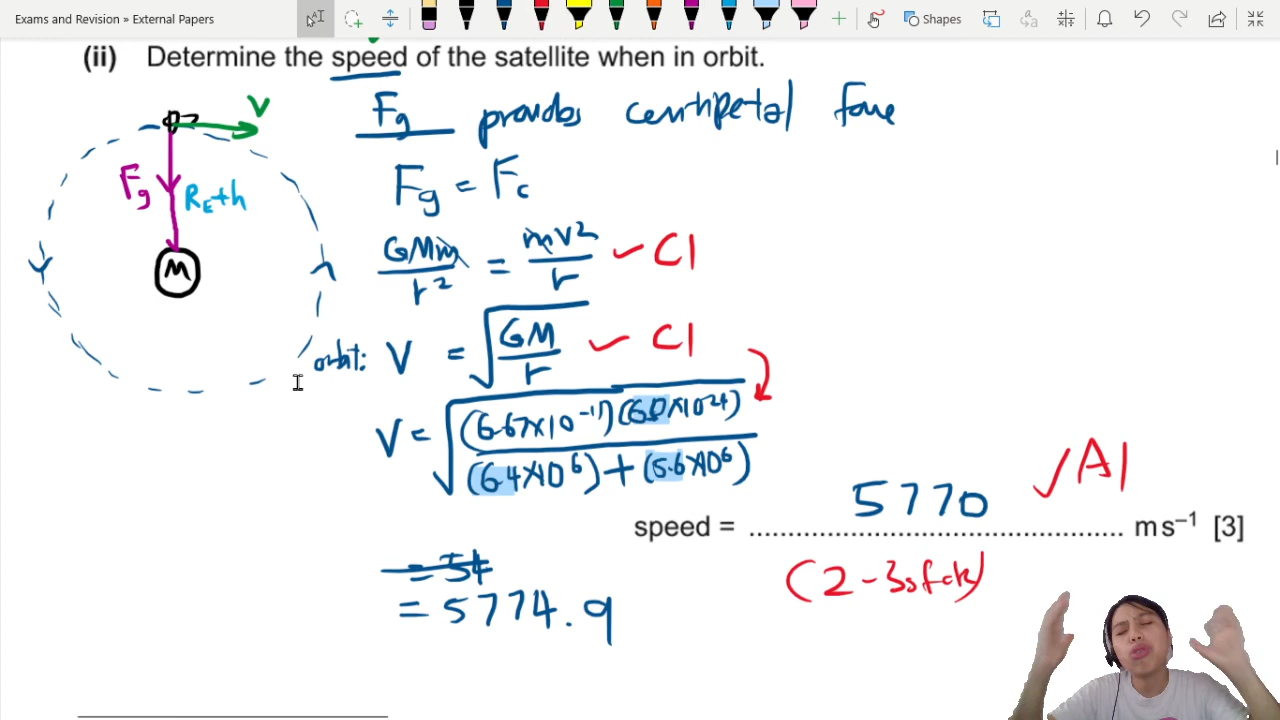 Exams and Revision » External Papers
Shapes
(ii) Determine the speed of the satellite when in orbit.
V
Fg provides centripetal force
Fg
RE+h
Fg = Fc
M
GMm/r² = mv²/r ✓ C1
orbit: V = √(GM/r) ✓ C1
V = √((6.67×10⁻¹¹)(6.0×10²⁴)/((6.4×10⁶)+(5.6×10⁶)))
✓ A1
5770
speed = .................................................. m s⁻¹ [3]
= 54
(2-3sf ok)
= 5774.9